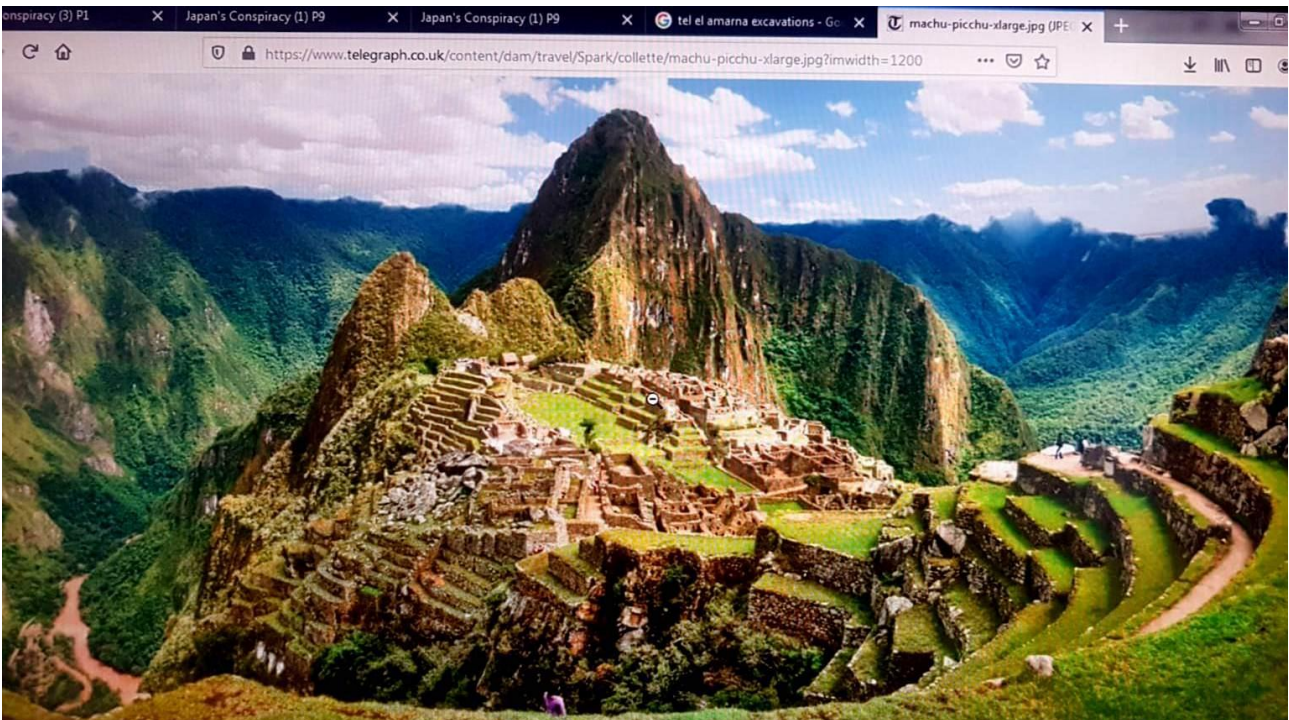 onspiracy (3) P1
Japan's Conspiracy (1) P9
Japan's Conspiracy (1) P9
tel el amarna excavations - Go
machu-picchu-xlarge.jpg (JPE
https://www.telegraph.co.uk/content/dam/travel/Spark/collette/machu-picchu-xlarge.jpg?imwidth=1200